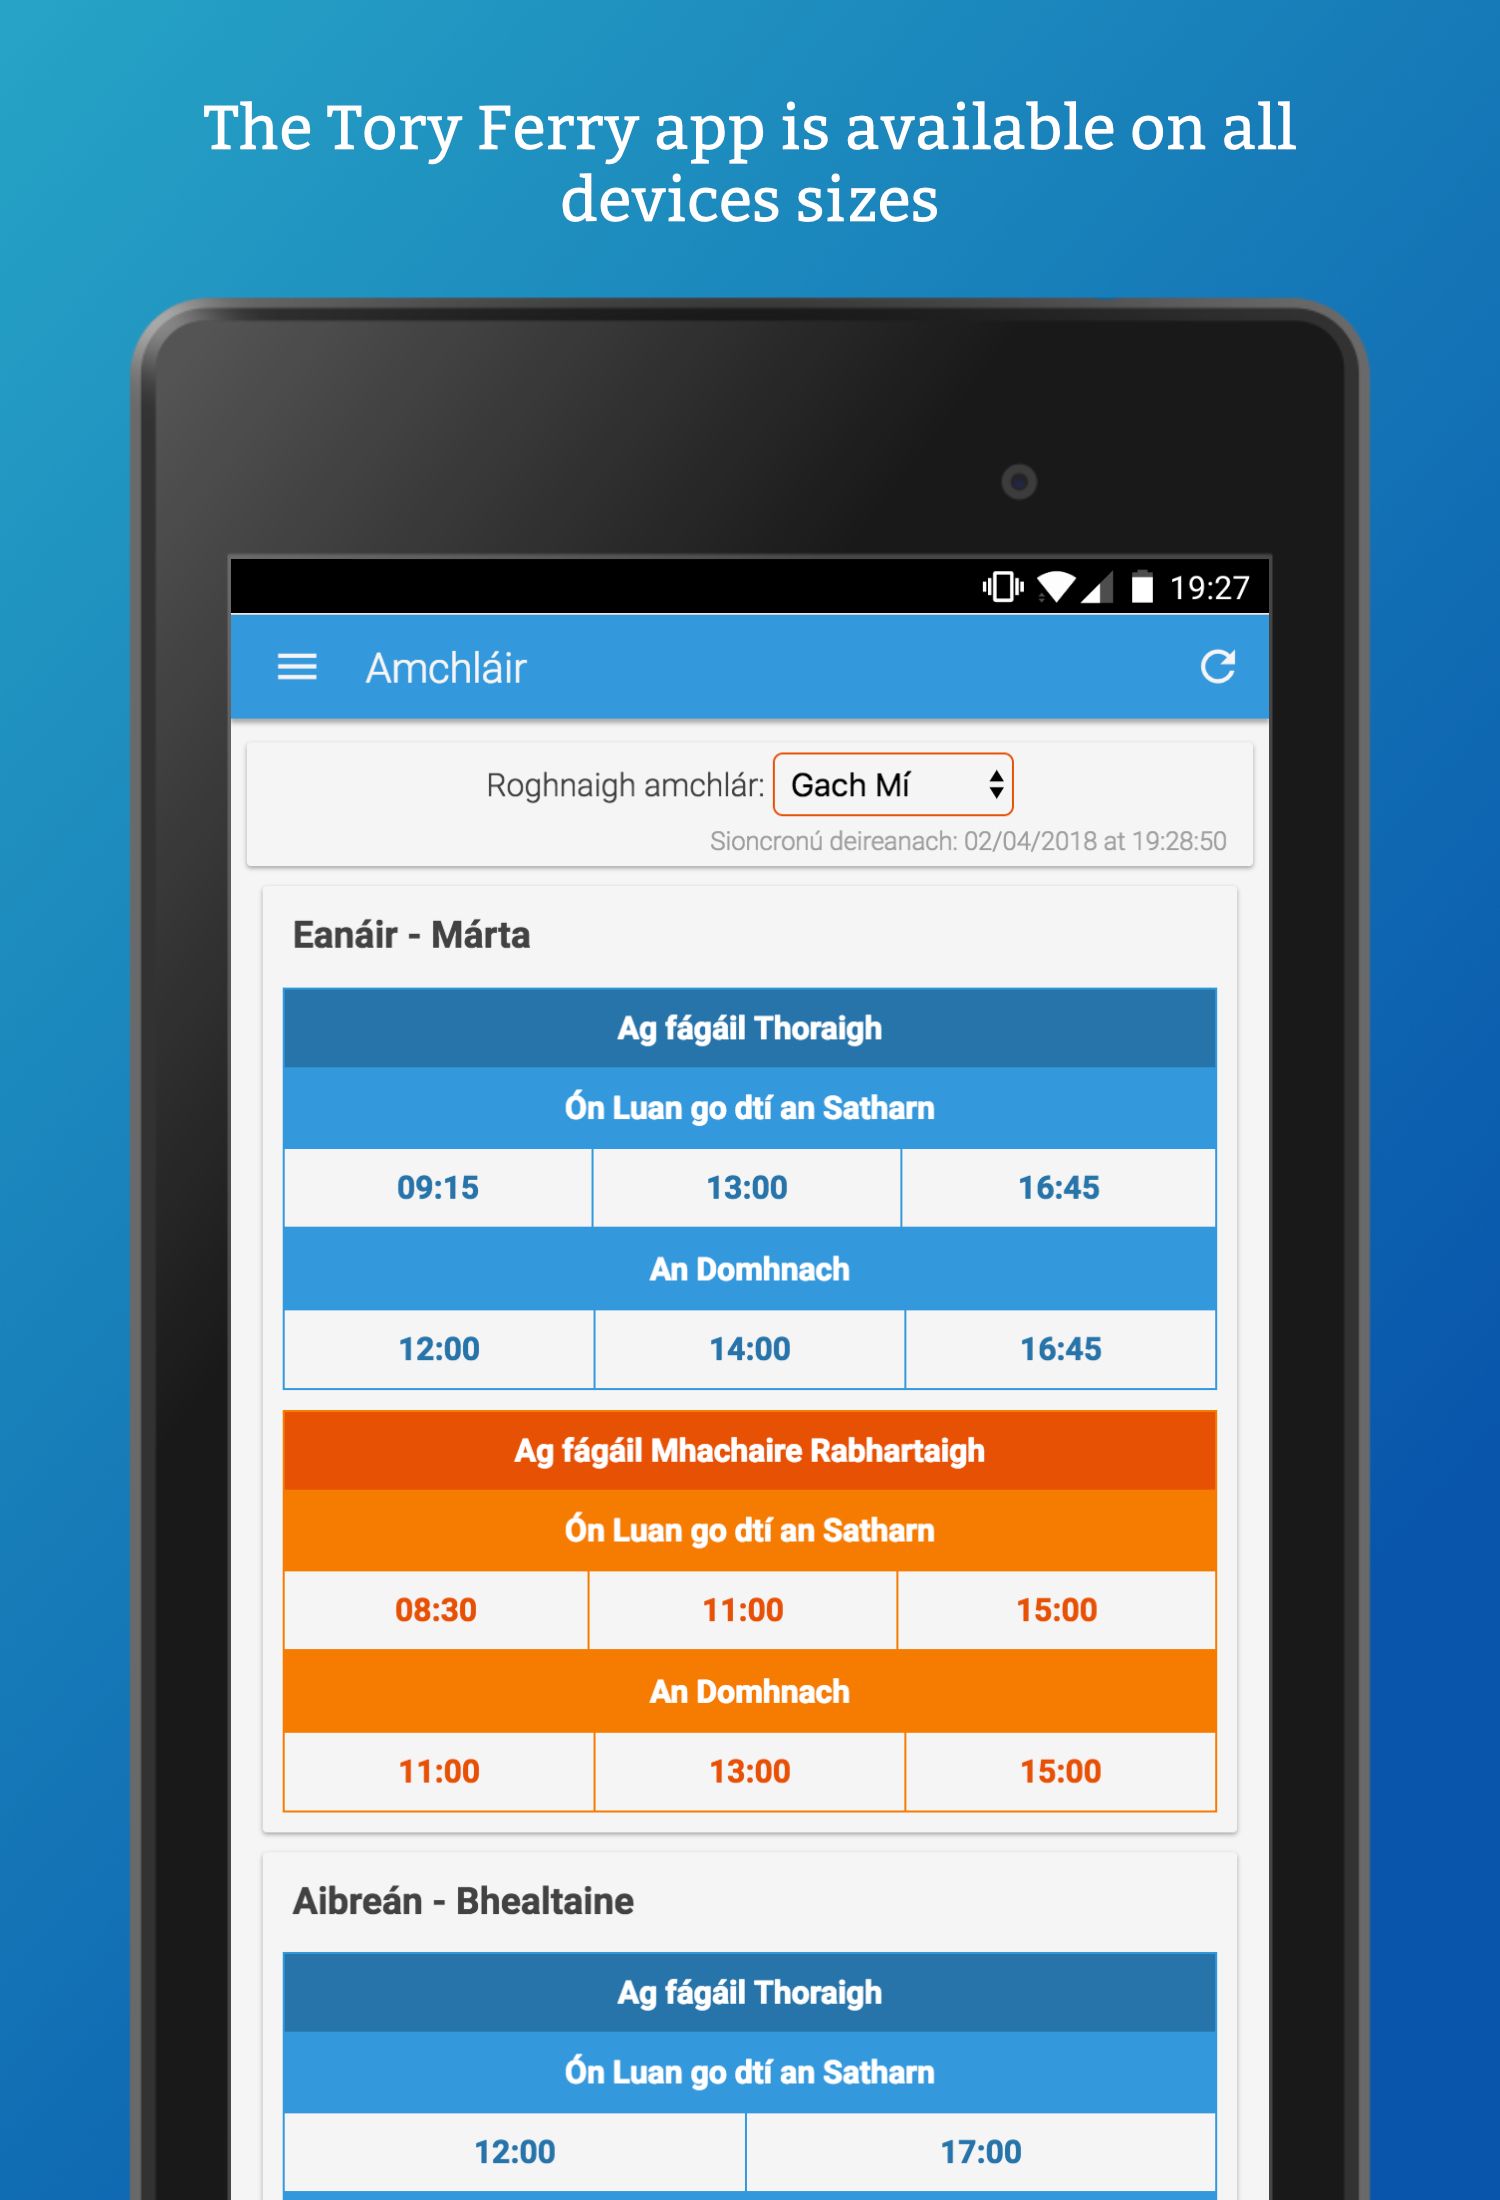 The Tory Ferry app is available on all
devices sizes
19:27
Amchláir
Roghnaigh amchlár: Gach Mí
Sioncronú deireanach: 02/04/2018 at 19:28:50
Eanáir - Márta
Ag fágáil Thoraigh
Ón Luan go dtí an Satharn
09:15 13:00 16:45
An Domhnach
12:00 14:00 16:45
Ag fágáil Mhachaire Rabhartaigh
Ón Luan go dtí an Satharn
08:30 11:00 15:00
An Domhnach
11:00 13:00 15:00
Aibreán - Bhealtaine
Ag fágáil Thoraigh
Ón Luan go dtí an Satharn
12:00 17:00